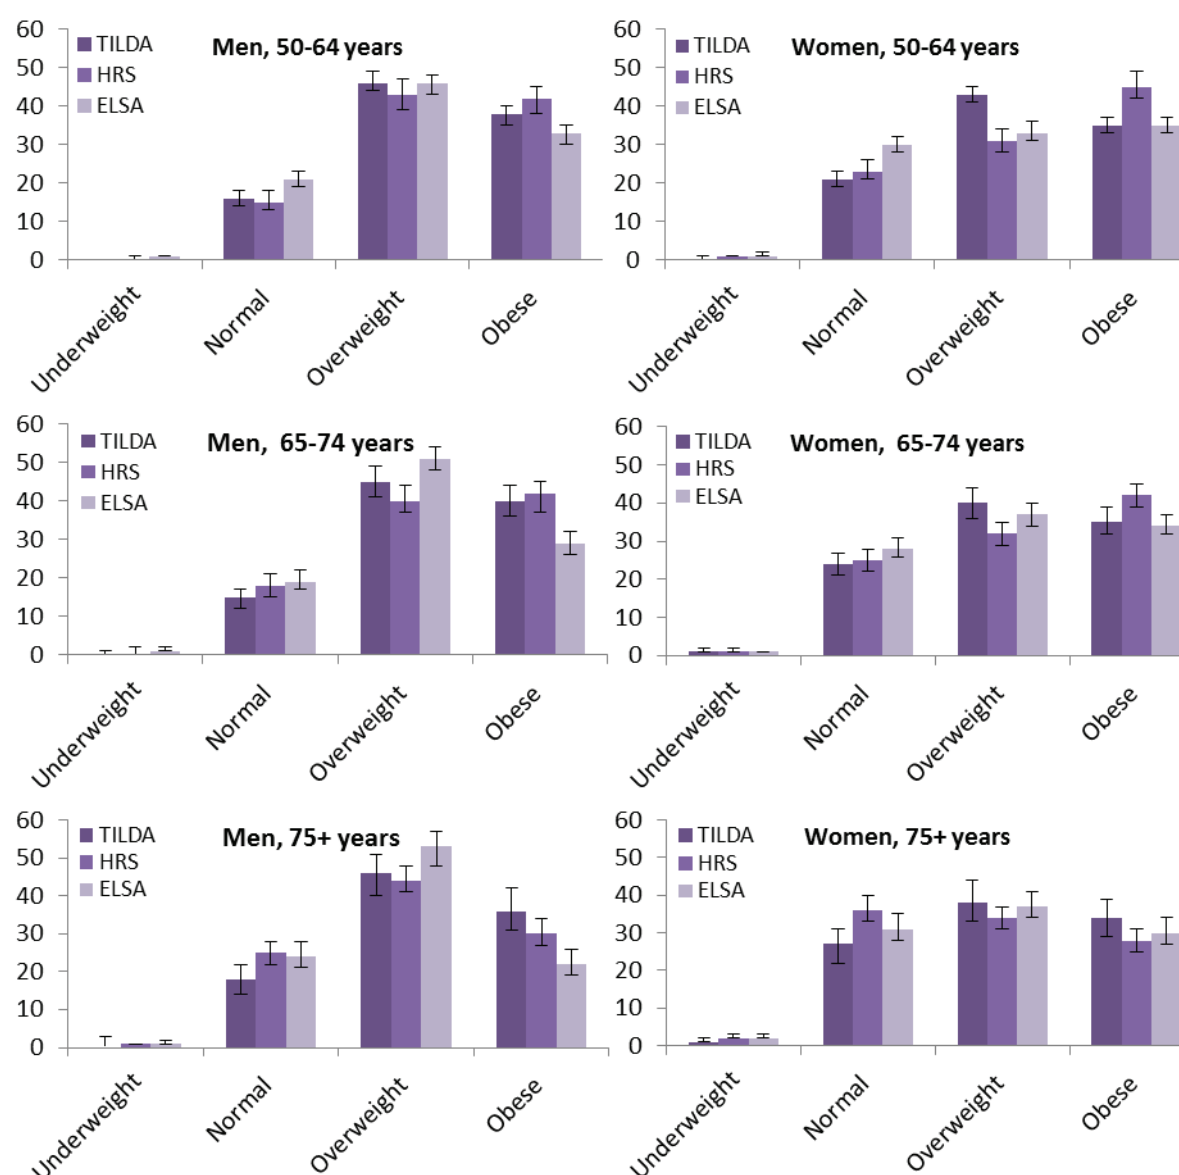 Men, 50-64 years
TILDA
HRS
ELSA
60
50
40
30
20
10
0
Underweight
Normal
Overweight
Obese
Women, 50-64 years
TILDA
HRS
ELSA
60
50
40
30
20
10
0
Underweight
Normal
Overweight
Obese
Men, 65-74 years
TILDA
HRS
ELSA
60
50
40
30
20
10
0
Underweight
Normal
Overweight
Obese
Women, 65-74 years
TILDA
HRS
ELSA
60
50
40
30
20
10
0
Underweight
Normal
Overweight
Obese
Men, 75+ years
TILDA
HRS
ELSA
60
50
40
30
20
10
0
Underweight
Normal
Overweight
Obese
Women, 75+ years
TILDA
HRS
ELSA
60
50
40
30
20
10
0
Underweight
Normal
Overweight
Obese